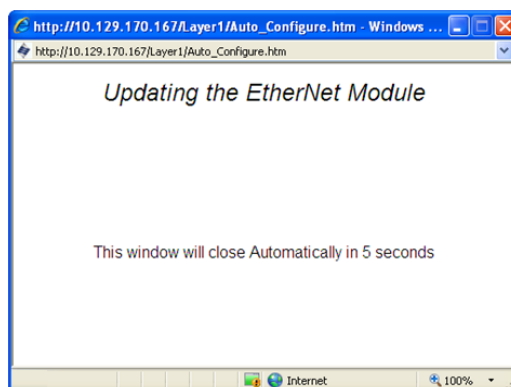 http://10.129.170.167/Layer1/Auto_Configure.htm - Windows ...
http://10.129.170.167/Layer1/Auto_Configure.htm
Updating the EtherNet Module
This window will close Automatically in 5 seconds
Internet 100%